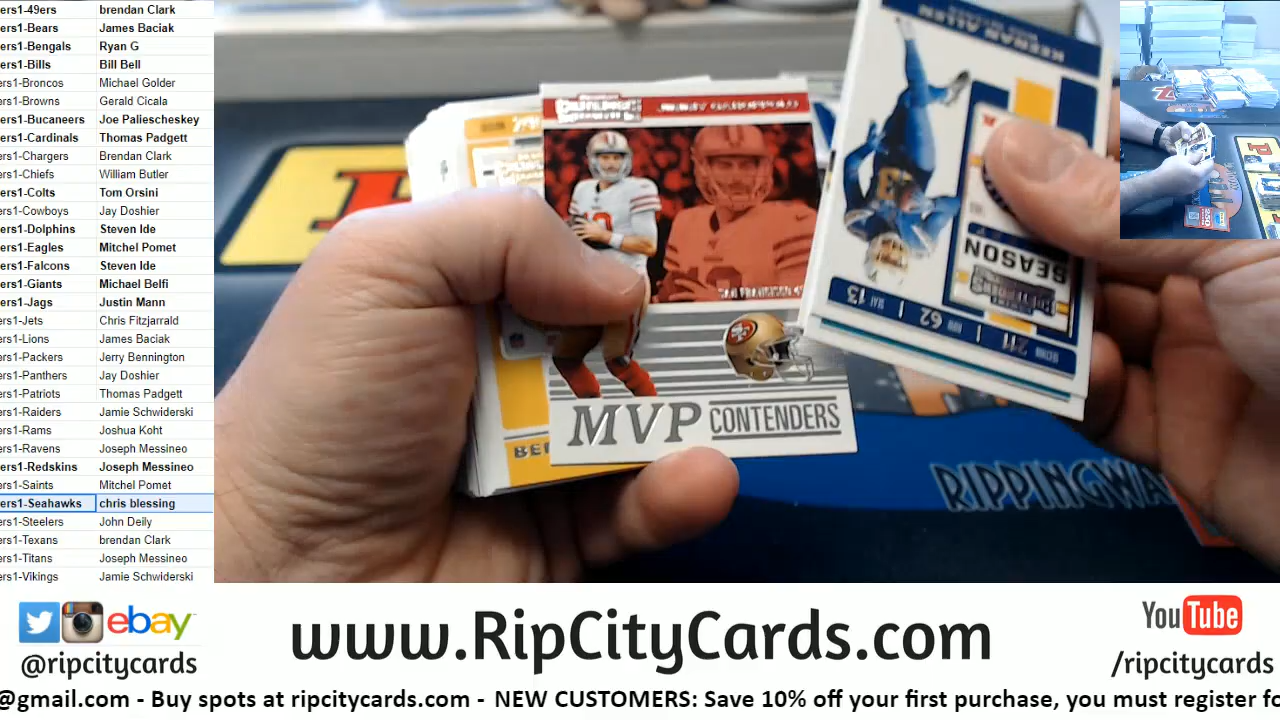 ers1-49ers brendan Clark
ers1-Bears James Baciak
ers1-Bengals Ryan G
ers1-Bills Bill Bell
ers1-Broncos Michael Golder
ers1-Browns Gerald Cicala
ers1-Bucaneers Joe Paliescheskey
ers1-Cardinals Thomas Padgett
ers1-Chargers Brendan Clark
ers1-Chiefs William Butler
ers1-Colts Tom Orsini
ers1-Cowboys Jay Doshier
ers1-Dolphins Steven Ide
ers1-Eagles Mitchel Pomet
ers1-Falcons Steven Ide
ers1-Giants Michael Belfi
ers1-Jags Justin Mann
ers1-Jets Chris Fitzjarrald
ers1-Lions James Baciak
ers1-Packers Jerry Bennington
ers1-Panthers Jay Doshier
ers1-Patriots Thomas Padgett
ers1-Raiders Jamie Schwiderski
ers1-Rams Joshua Koht
ers1-Ravens Joseph Messineo
ers1-Redskins Joseph Messineo
ers1-Saints Mitchel Pomet
ers1-Seahawks chris blessing
ers1-Steelers John Deily
ers1-Texans brendan Clark
ers1-Titans Joseph Messineo
ers1-Vikings Jamie Schwiderski
KEENAN ALLEN
SEASON
MVP CONTENDERS
RIPPINGWA
ebay
@ripcitycards
www.RipCityCards.com
YouTube
/ripcitycards
@gmail.com - Buy spots at ripcitycards.com - NEW CUSTOMERS: Save 10% off your first purchase, you must register fo